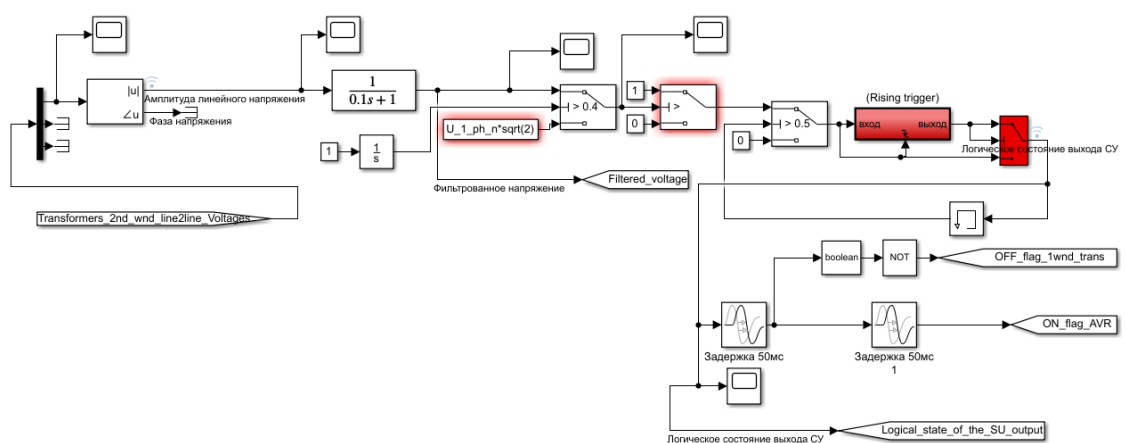 (Rising trigger)
|u|
∠u
Амплитуда линейного напряжения
Фаза напряжения
1
0.1s + 1
> 0.4
U_1_ph_n*sqrt(2)
1
1
s
1
>
0
> 0.5
0
вход
выход
Логическое состояние выхода СУ
Фильтрованное напряжение
Filtered_voltage
Transformers_2nd_wnd_line2line_Voltages
boolean
NOT
OFF_flag_1wnd_trans
Задержка 50мс
Задержка 50мс
1
ON_flag_AVR
Логическое состояние выхода СУ
Logical_state_of_the_SU_output